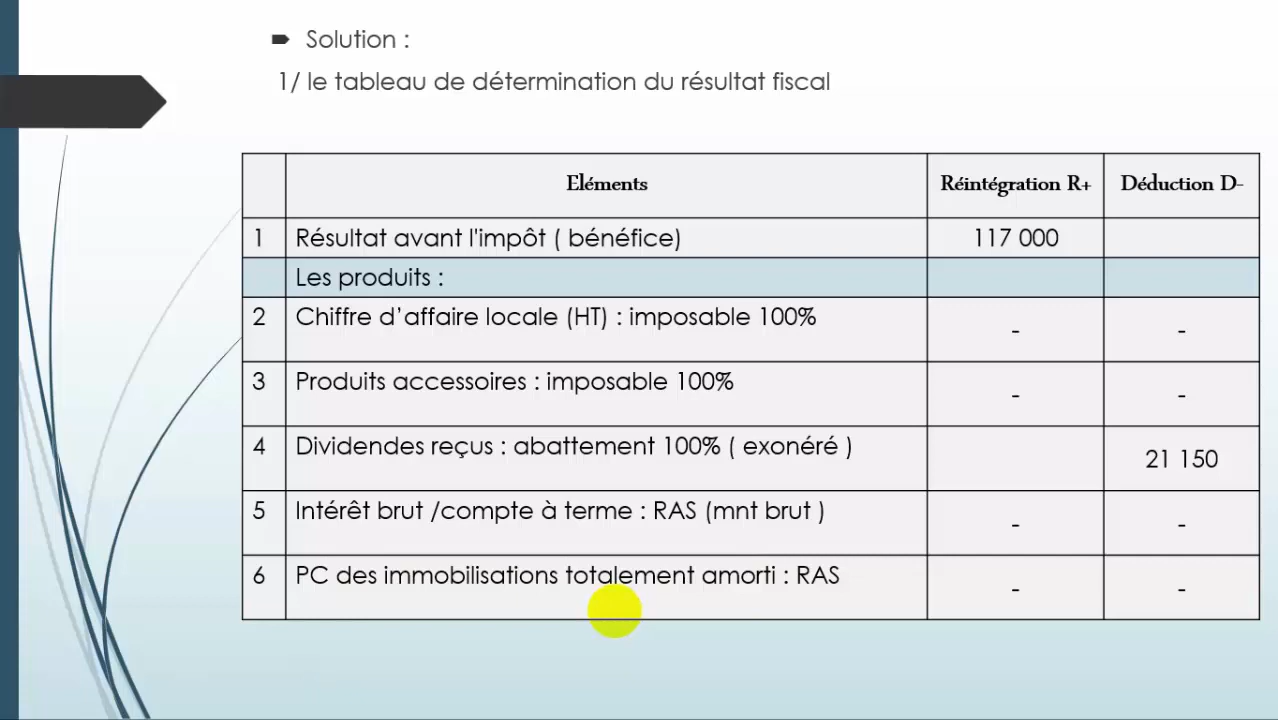 Solution :
1/ le tableau de détermination du résultat fiscal
Eléments Réintégration R+ Déduction D-
1 Résultat avant l'impôt ( bénéfice) 117 000
Les produits :
2 Chiffre d’affaire locale (HT) : imposable 100% - -
3 Produits accessoires : imposable 100% - -
4 Dividendes reçus : abattement 100% ( exonéré ) 21 150
5 Intérêt brut /compte à terme : RAS (mnt brut ) - -
6 PC des immobilisations totalement amorti : RAS - -